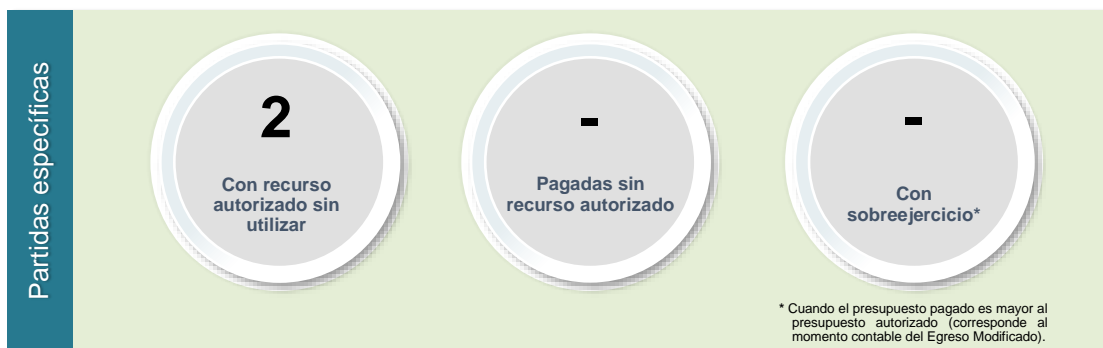 Partidas específicas
2
Con recurso
autorizado sin
utilizar
-
Pagadas sin
recurso autorizado
-
Con
sobreejercicio*
* Cuando el presupuesto pagado es mayor al
presupuesto autorizado (corresponde al
momento contable del Egreso Modificado).